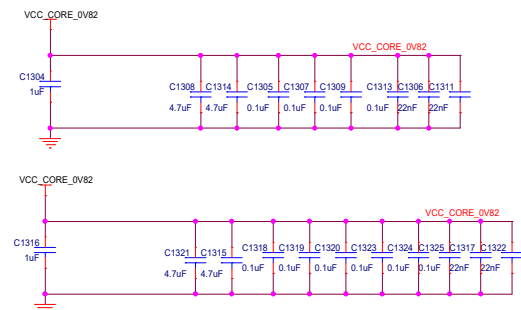 VCC_CORE_0V82
VCC_CORE_0V82
C1304
1uF
C1308 C1314 C1305 C1307 C1309 C1313 C1306 C1311
4.7uF 4.7uF 0.1uF 0.1uF 0.1uF 0.1uF 22nF 22nF
VCC_CORE_0V82
VCC_CORE_0V82
C1316
1uF
C1321 C1315 C1318 C1319 C1320 C1323 C1324 C1325 C1317 C1322
4.7uF 4.7uF 0.1uF 0.1uF 0.1uF 0.1uF 0.1uF 0.1uF 22nF 22nF